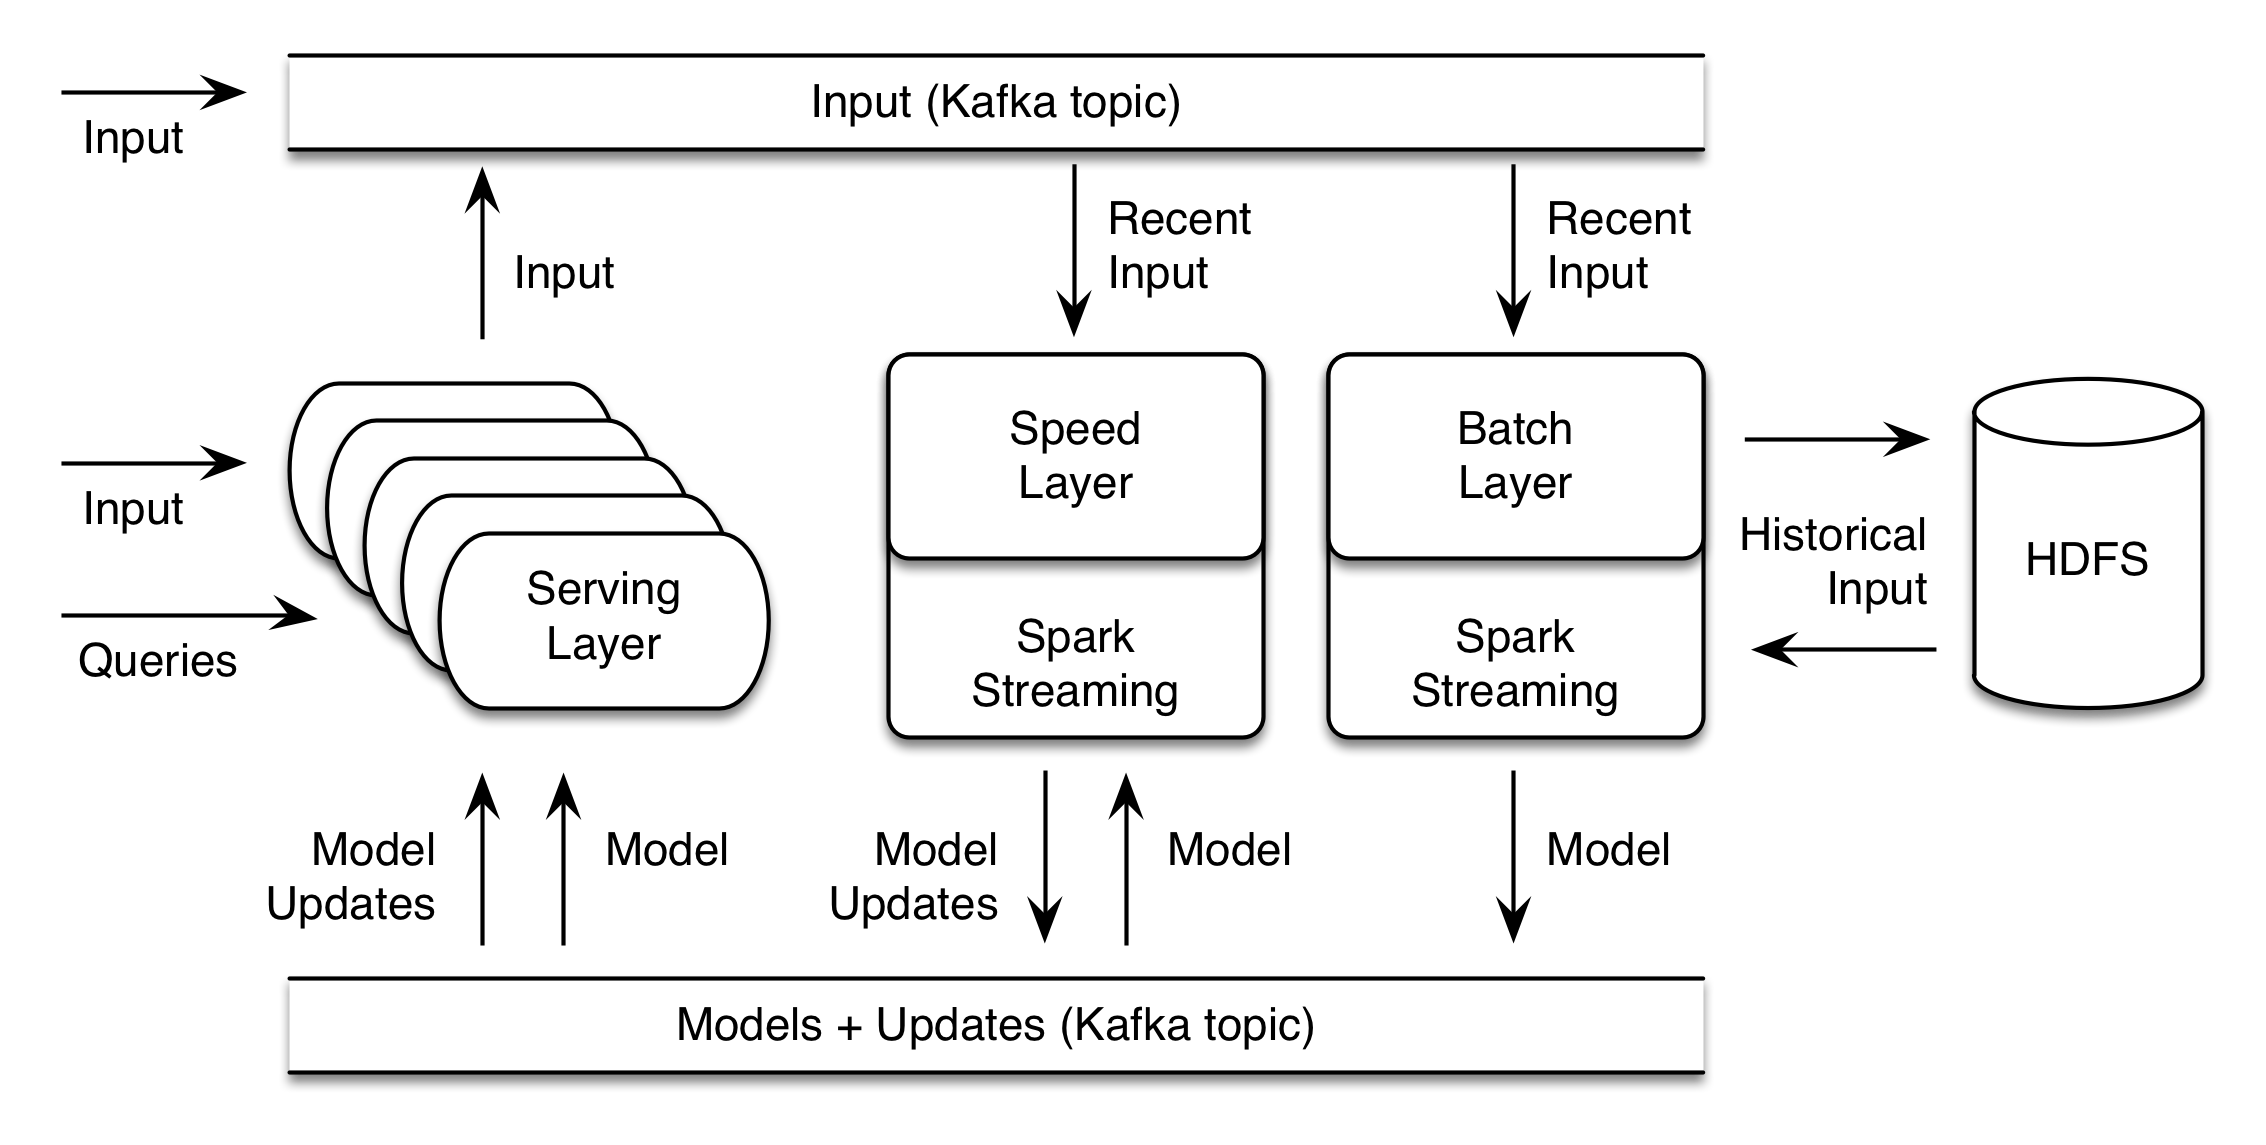 Input (Kafka topic)
Input
Input
Recent
Input
Recent
Input
Input
Queries
Serving
Layer
Speed
Layer
Spark
Streaming
Batch
Layer
Spark
Streaming
Historical
Input
HDFS
Model
Updates
Model
Model
Updates
Model
Model
Models + Updates (Kafka topic)